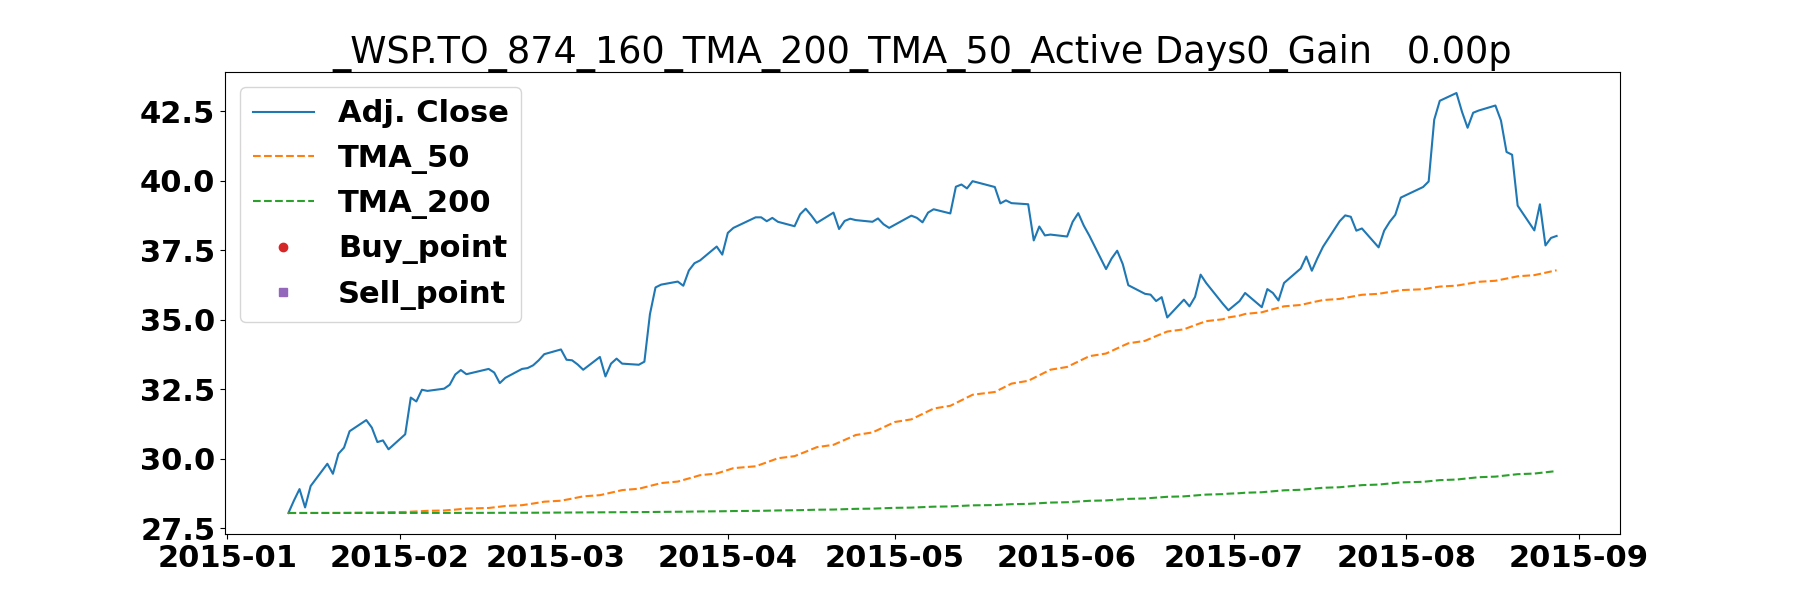 _WSP.TO_874_160_TMA_200_TMA_50_Active Days0_Gain   0.00p
Adj. Close
TMA_50
TMA_200
Buy_point
Sell_point
42.5
40.0
37.5
35.0
32.5
30.0
27.5
2015-01 2015-02 2015-03 2015-04 2015-05 2015-06 2015-07 2015-08 2015-09